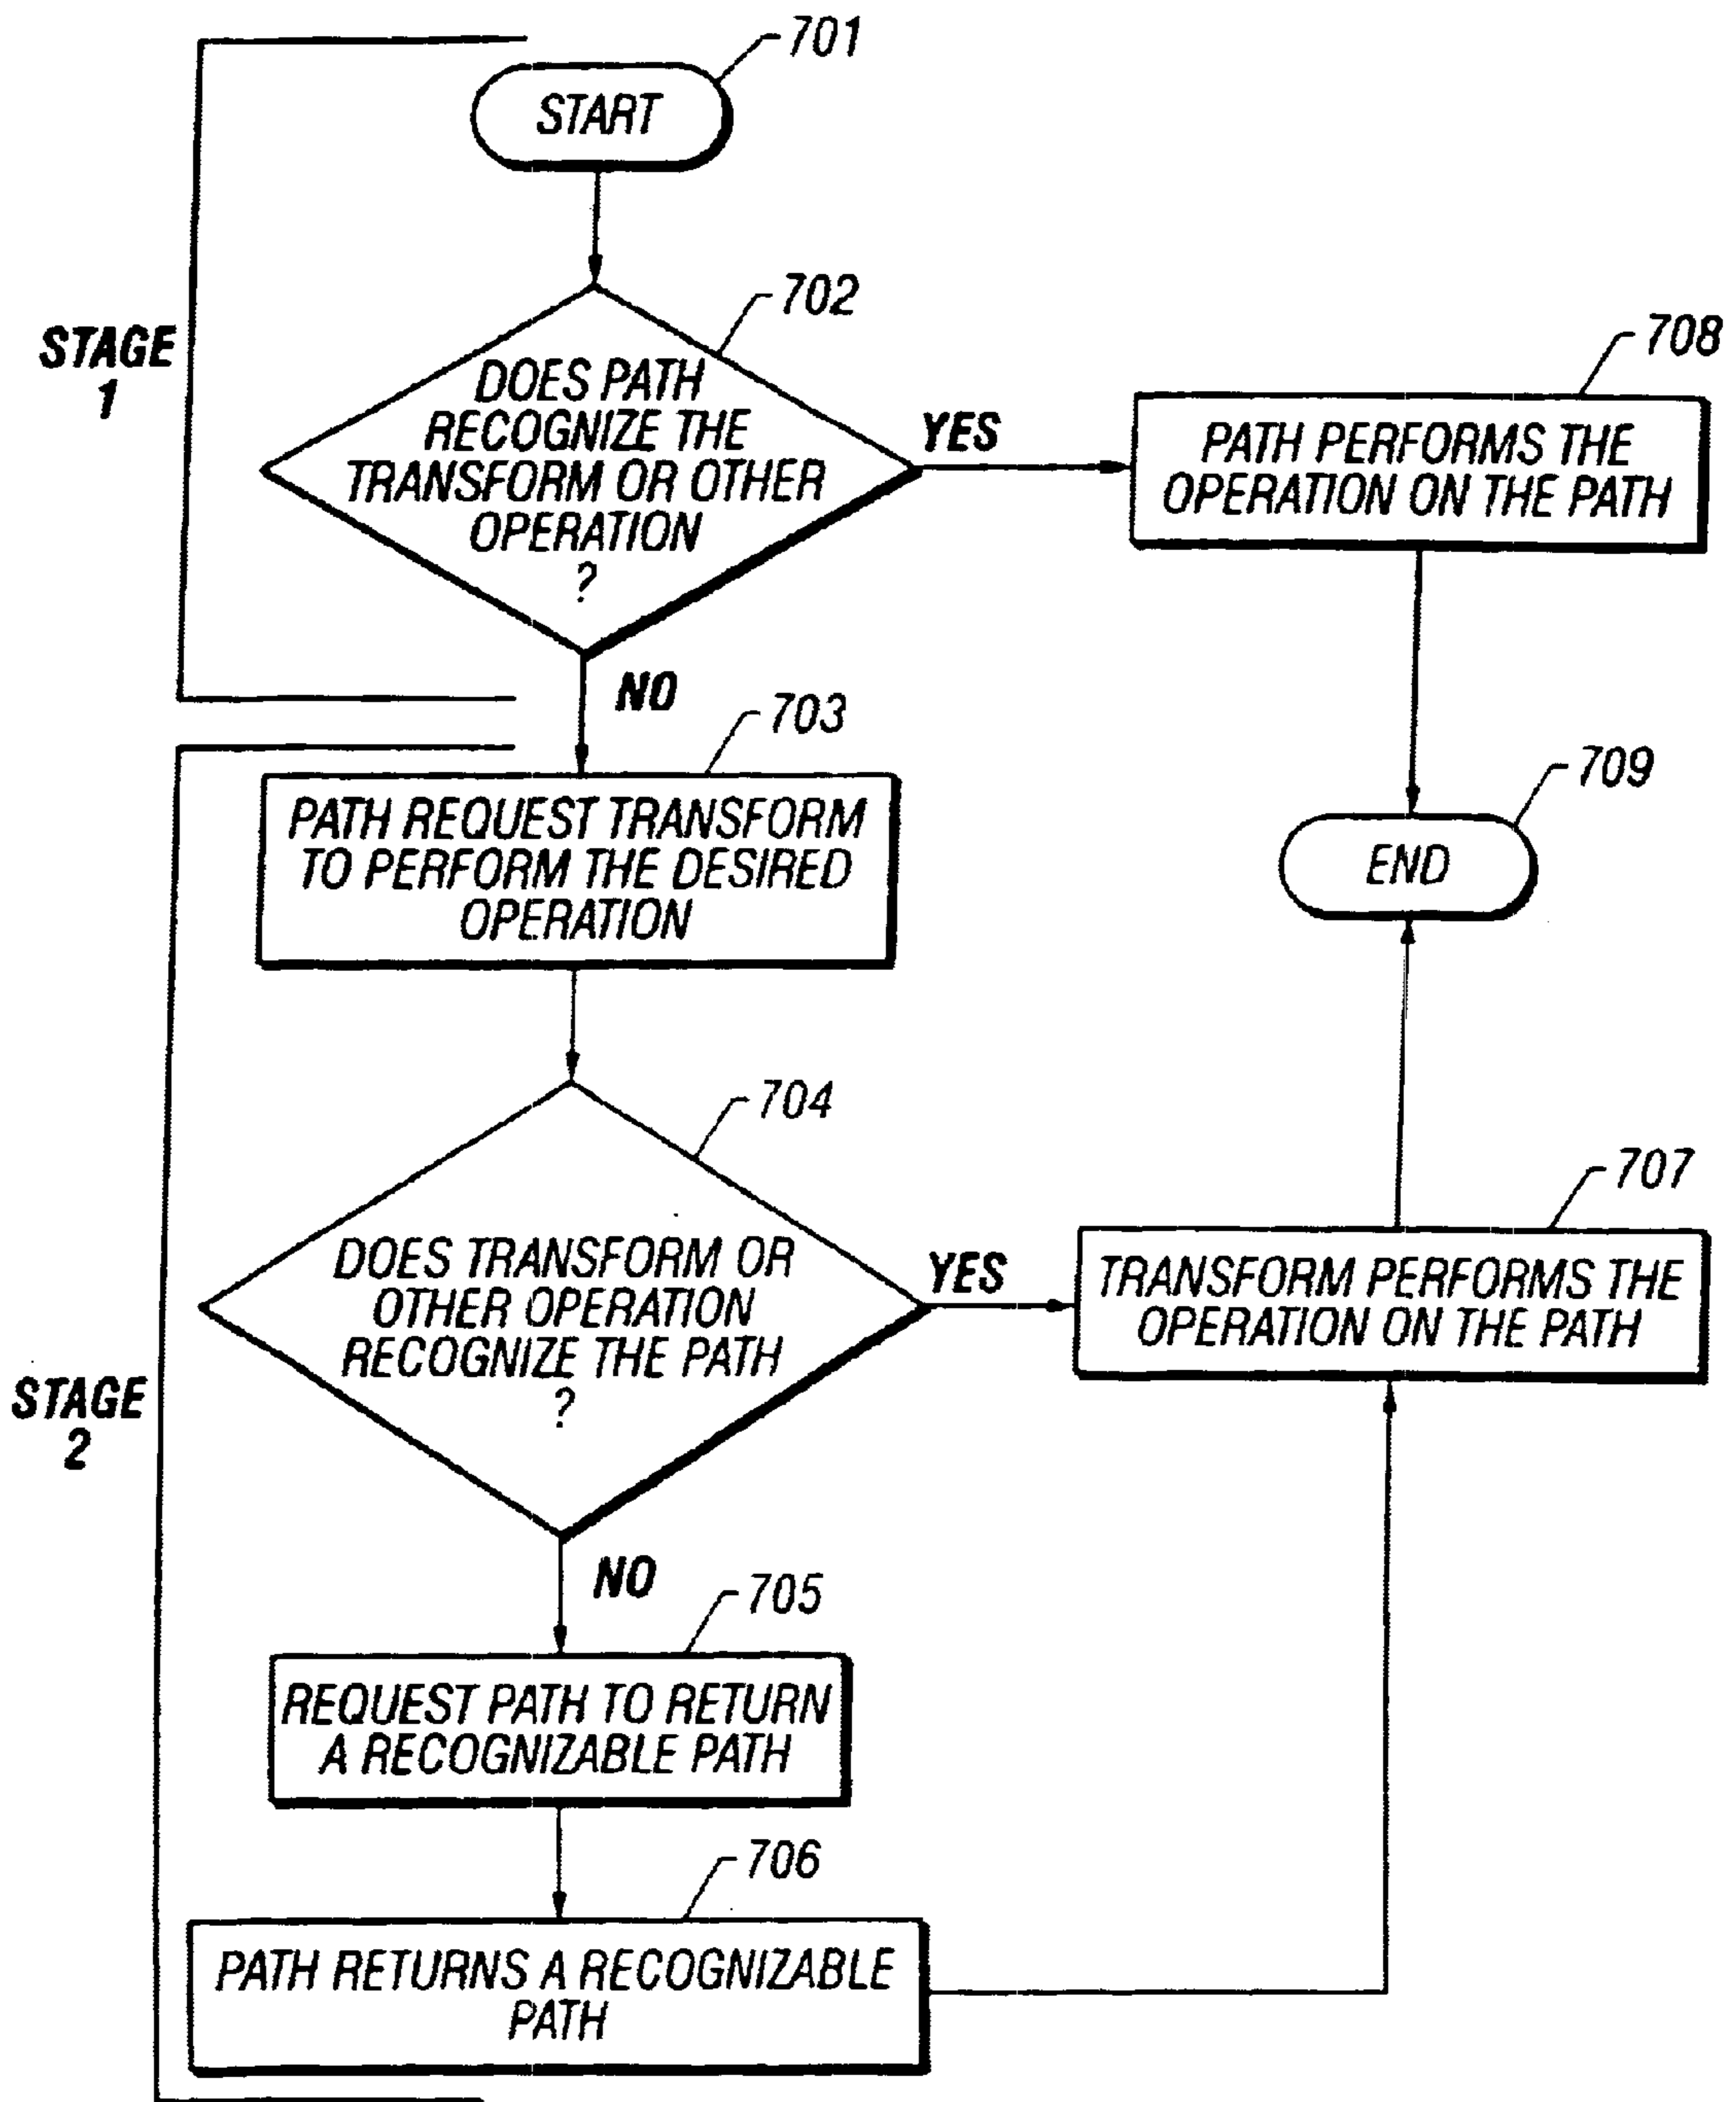 701
START
702
DOES PATH
RECOGNIZE THE
TRANSFORM OR OTHER
OPERATION
?
STAGE
1
YES
708
PATH PERFORMS THE
OPERATION ON THE PATH
NO
703
PATH REQUEST TRANSFORM
TO PERFORM THE DESIRED
OPERATION
709
END
704
DOES TRANSFORM OR
OTHER OPERATION
RECOGNIZE THE PATH
?
YES
707
TRANSFORM PERFORMS THE
OPERATION ON THE PATH
STAGE
2
NO
705
REQUEST PATH TO RETURN
A RECOGNIZABLE PATH
706
PATH RETURNS A RECOGNIZABLE
PATH